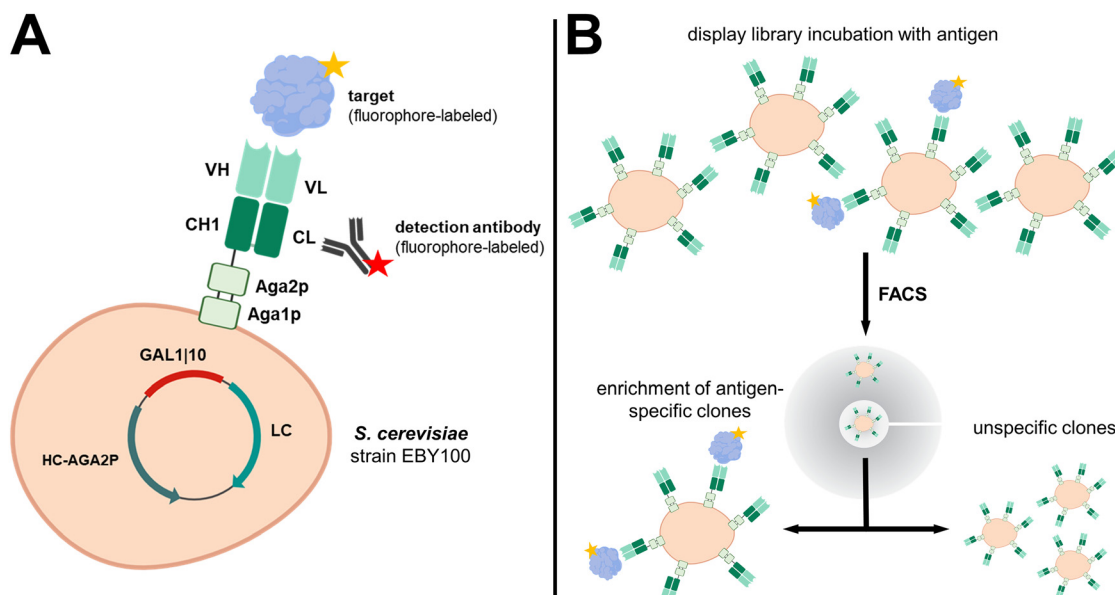 A
target
(fluorophore-labeled)
VH
VL
CH1
CL
detection antibody
(fluorophore-labeled)
Aga2p
Aga1p
GAL1|10
LC
HC-AGA2P
S. cerevisiae
strain EBY100
B
display library incubation with antigen
FACS
enrichment of antigen-
specific clones
unspecific clones